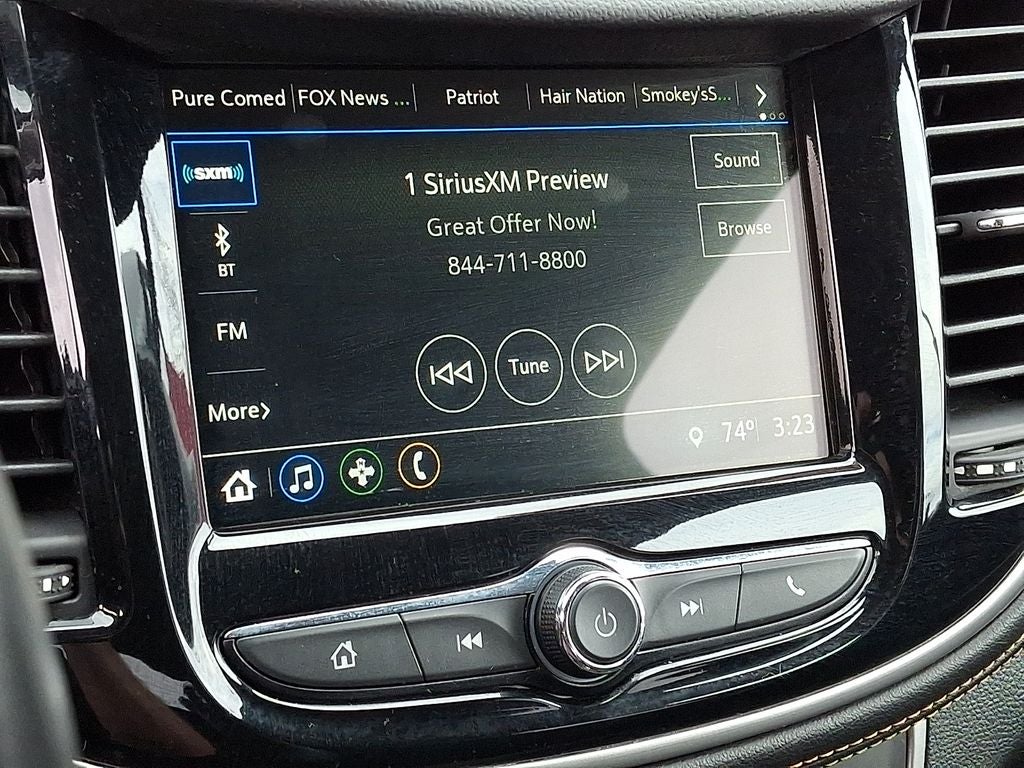 Pure Comed
FOX News ...
Patriot
Hair Nation
Smokey'sS...
sxm
1 SiriusXM Preview
Great Offer Now!
844-711-8800
Sound
Browse
BT
FM
Tune
More
74° 3:23